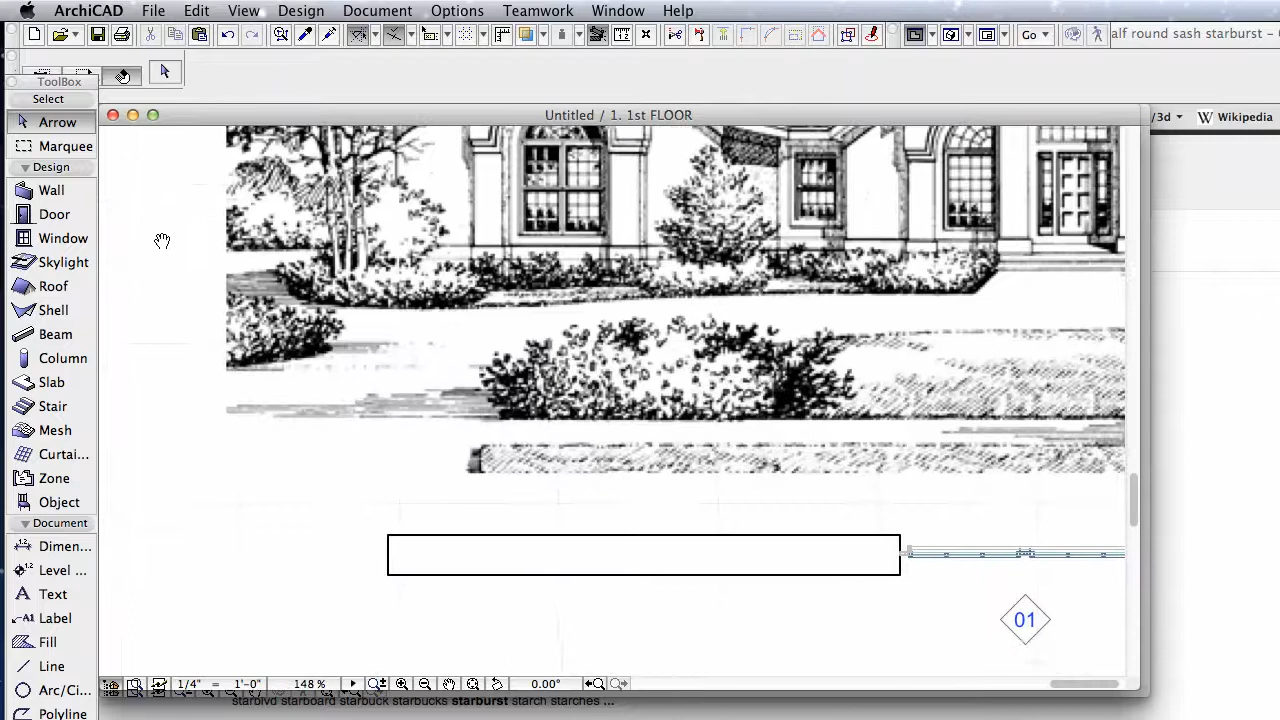 ArchiCAD File Edit View Design Document Options Teamwork Window Help
Go
alf round sash starburst –
ToolBox
Select
Arrow
Marquee
Design
Wall
Door
Window
Skylight
Roof
Shell
Beam
Column
Slab
Stair
Mesh
Curtai...
Zone
Object
Document
Dimen...
Level ...
Text
Label
Fill
Line
Arc/Ci...
Polyline
Untitled / 1. 1st FLOOR
/3d
Wikipedia
01
1/4" = 1'-0"
148 %
0.00°
starblvd starboard starbuck starbucks starburst starch starches ...